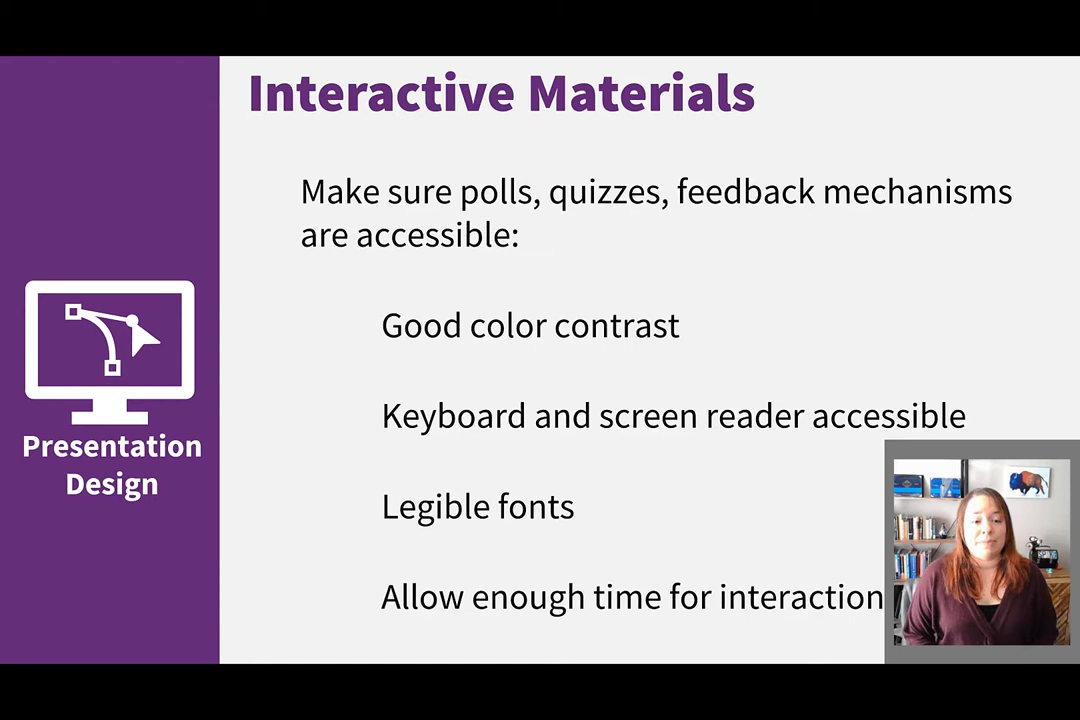 Interactive Materials
Make sure polls, quizzes, feedback mechanisms
are accessible:
Good color contrast
Keyboard and screen reader accessible
Legible fonts
Allow enough time for interaction
Presentation
Design